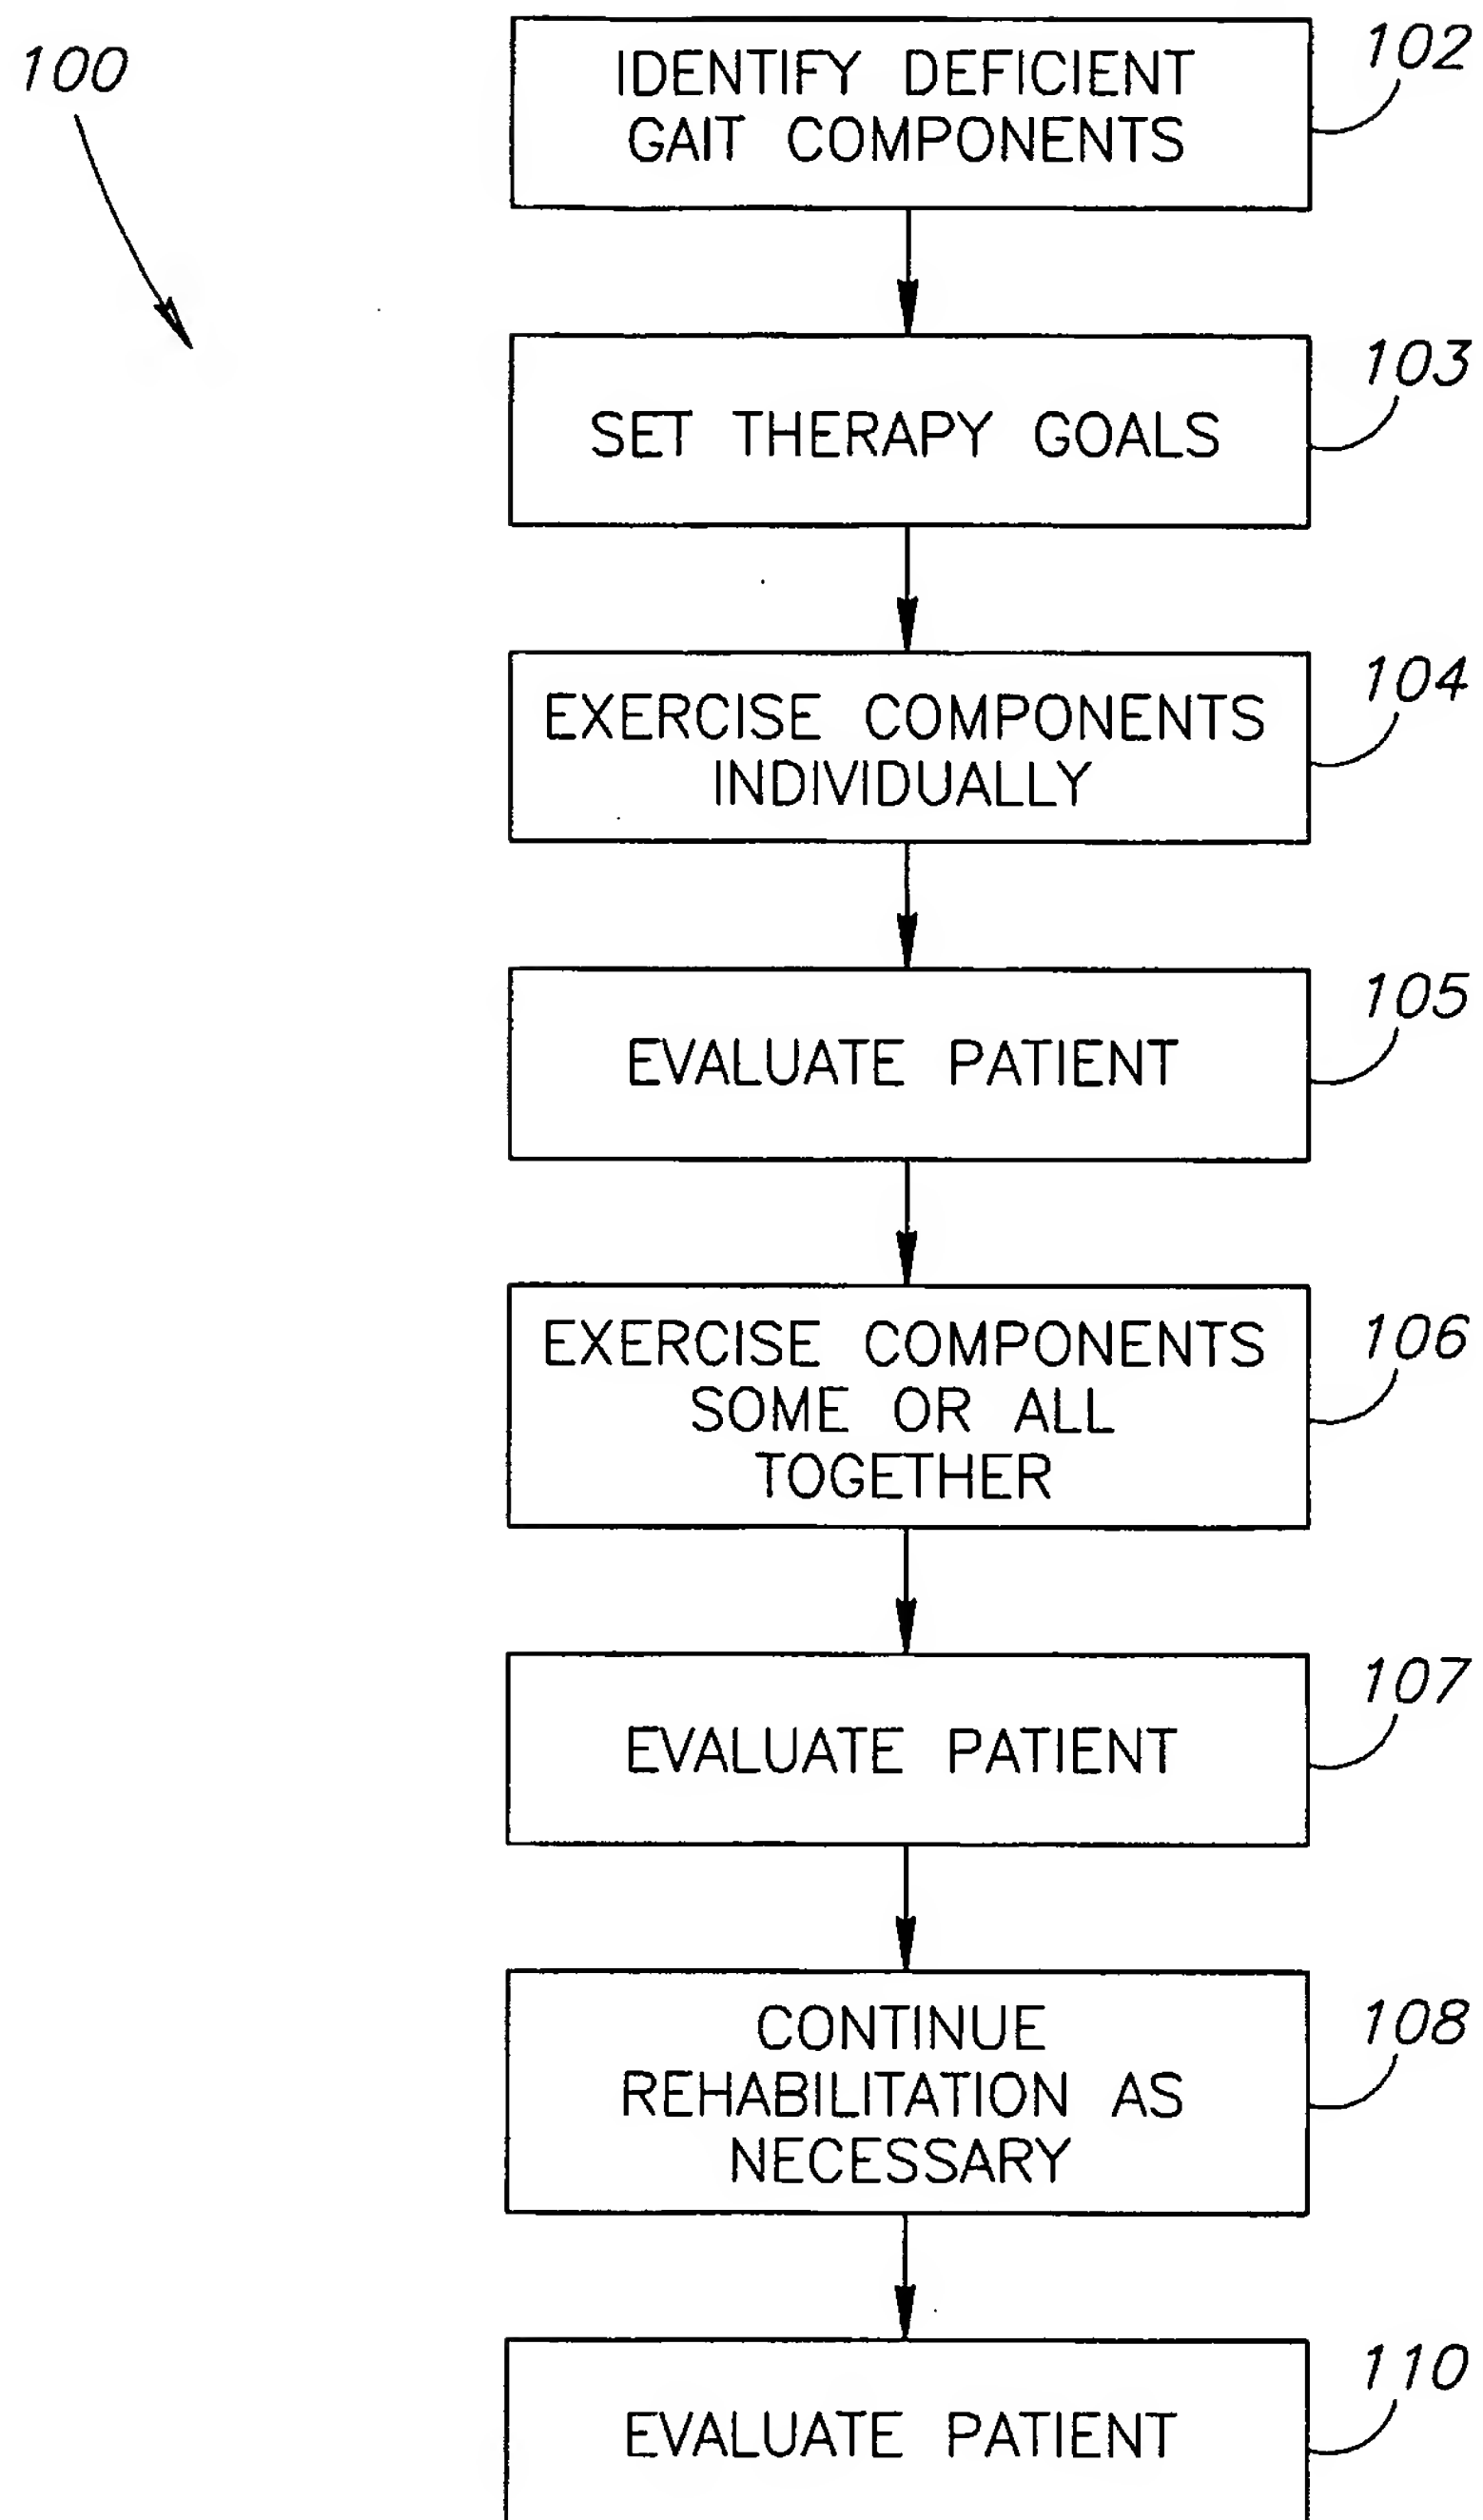 100
IDENTIFY DEFICIENT
GAIT COMPONENTS
102
SET THERAPY GOALS
103
EXERCISE COMPONENTS
INDIVIDUALLY
104
EVALUATE PATIENT
105
EXERCISE COMPONENTS
SOME OR ALL
TOGETHER
106
EVALUATE PATIENT
107
CONTINUE
REHABILITATION AS
NECESSARY
108
EVALUATE PATIENT
110